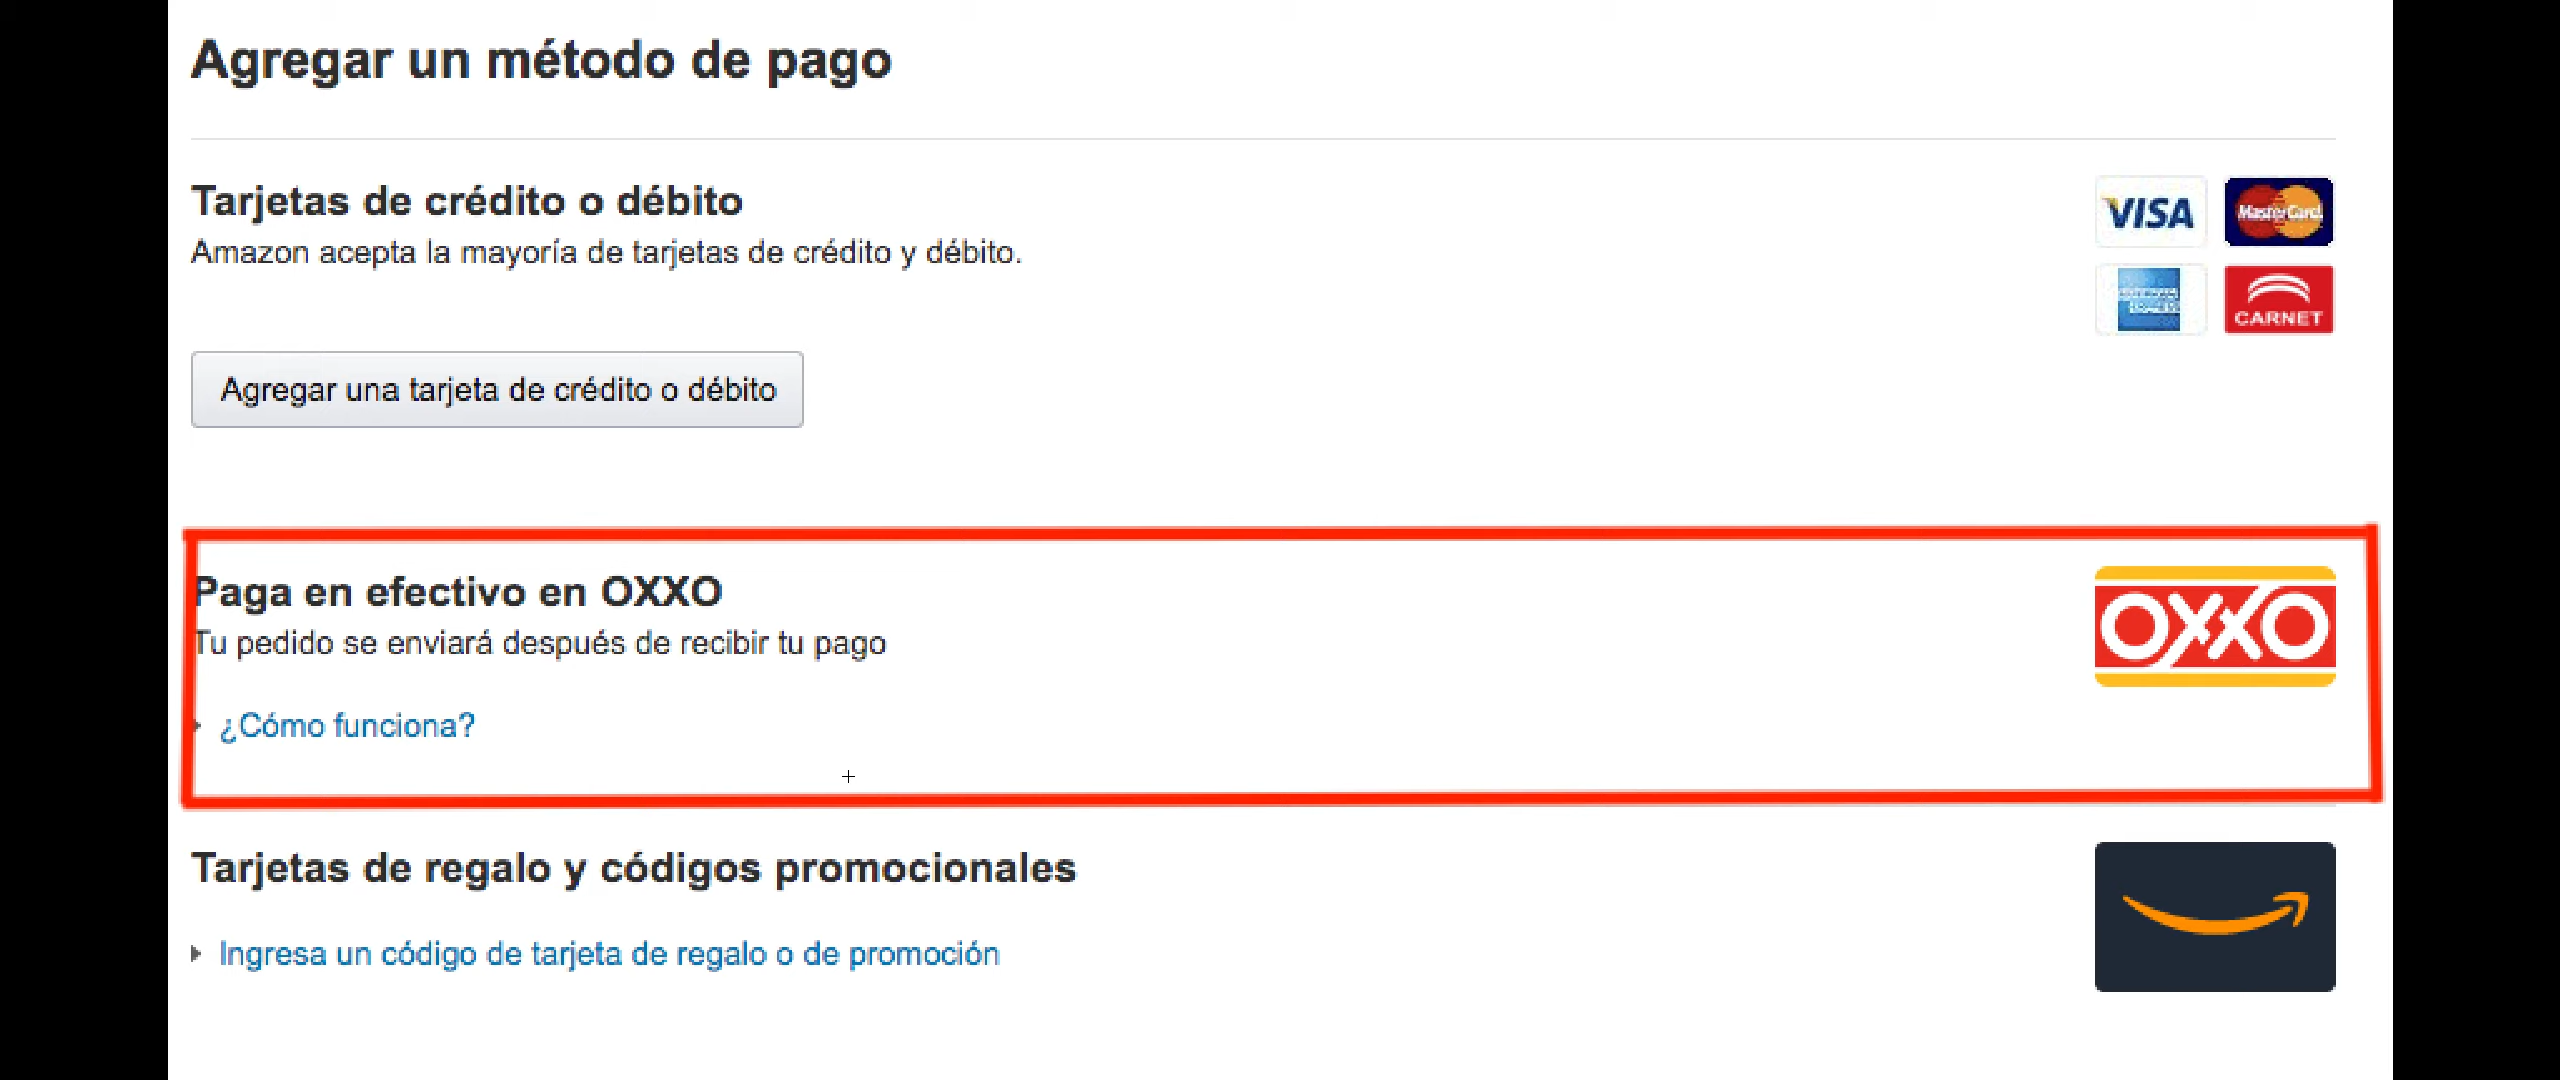 Agregar un método de pago
Tarjetas de crédito o débito
Amazon acepta la mayoría de tarjetas de crédito y débito.
VISA
MasterCard
AMERICAN EXPRESS
CARNET
Agregar una tarjeta de crédito o débito
Paga en efectivo en OXXO
Tu pedido se enviará después de recibir tu pago
OXXO
¿Cómo funciona?
Tarjetas de regalo y códigos promocionales
Ingresa un código de tarjeta de regalo o de promoción